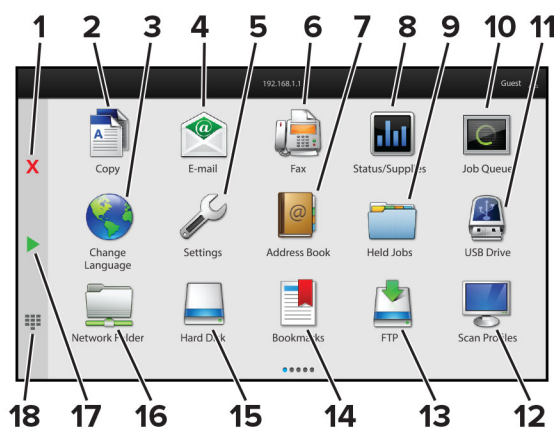 1 2 3 4 5 6 7 8 9 10 11
192.168.1.1 Guest
X
A
@
Copy E-mail Fax Status/Supplies Job Queue
@
Change Language Settings Address Book Held Jobs USB Drive
Network Folder Hard Disk Bookmarks FTP Scan Profiles
18 17 16 15 14 13 12